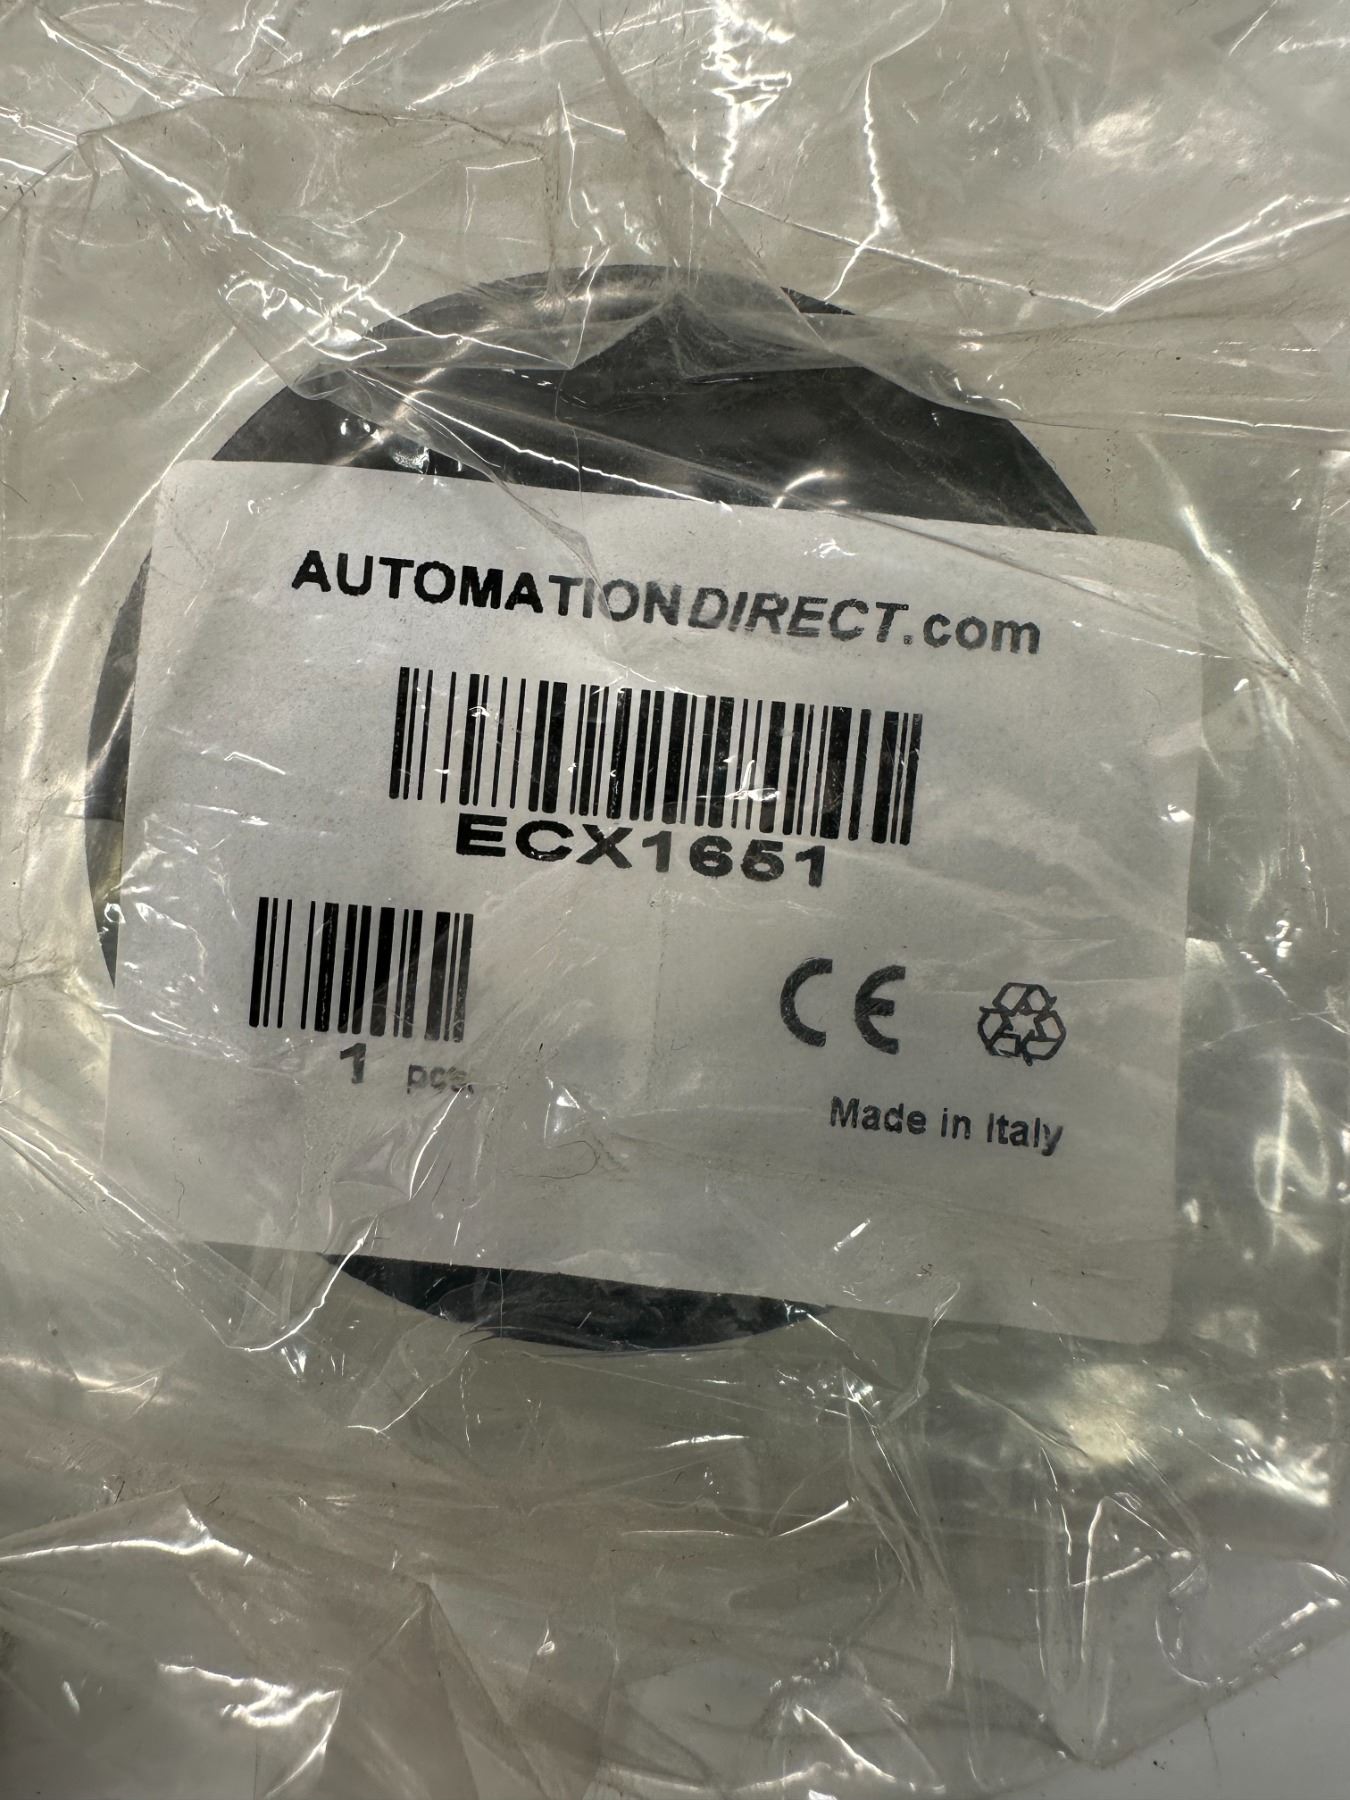 AUTOMATIONDIRECT.com
ECX1651
1 pcs.
CE
Made in Italy